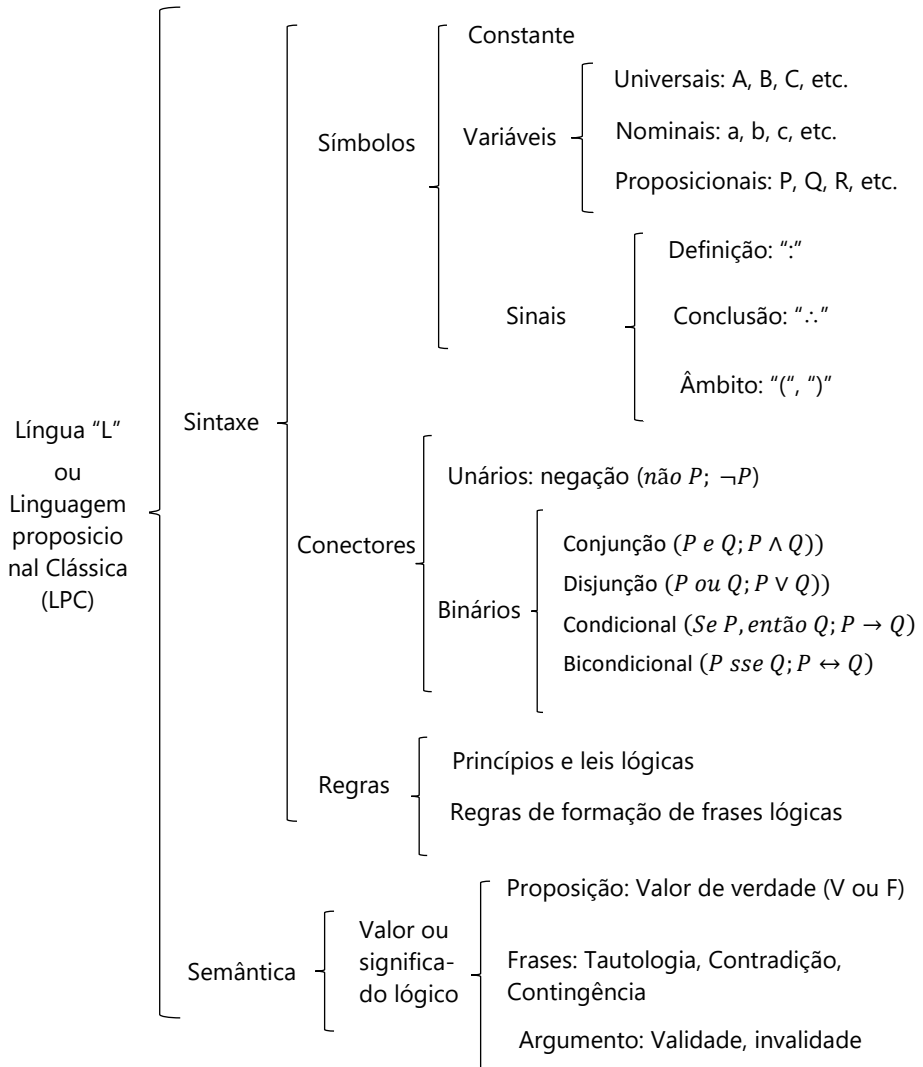 Língua “L”
ou
Linguagem
proposicio
nal Clássica
(LPC)
Sintaxe
Símbolos
Constante
Variáveis
Universais: A, B, C, etc.
Nominais: a, b, c, etc.
Proposicionais: P, Q, R, etc.
Sinais
Definição: “:”
Conclusão: “∴”
Âmbito: “(“, ”)”
Conectores
Unários: negação (não P; ¬P)
Binários
Conjunção (P e Q; P ∧ Q))
Disjunção (P ou Q; P ∨ Q))
Condicional (Se P, então Q; P → Q)
Bicondicional (P sse Q; P ↔ Q)
Regras
Princípios e leis lógicas
Regras de formação de frases lógicas
Semântica
Valor ou
significa-
do lógico
Proposição: Valor de verdade (V ou F)
Frases: Tautologia, Contradição,
Contingência
Argumento: Validade, invalidade